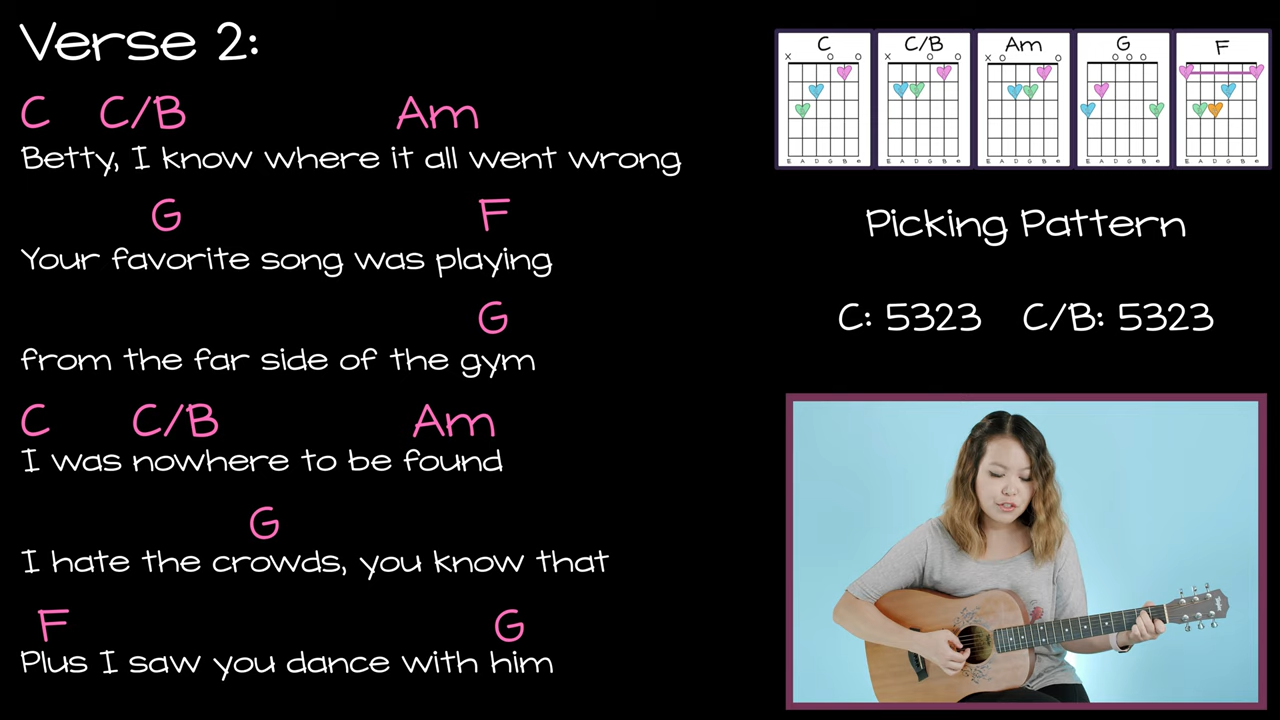 Verse 2:
C C/B Am
Betty, I know where it all went wrong
G F
Your favorite song was playing
G
from the far side of the gym
C C/B Am
I was nowhere to be found
G
I hate the crowds, you know that
F G
Plus I saw you dance with him
C C/B Am G F
x o o x o x o o o o o
E A D G B e E A D G B e E A D G B e E A D G B e E A D G B e
Picking Pattern
C: 5323 C/B: 5323